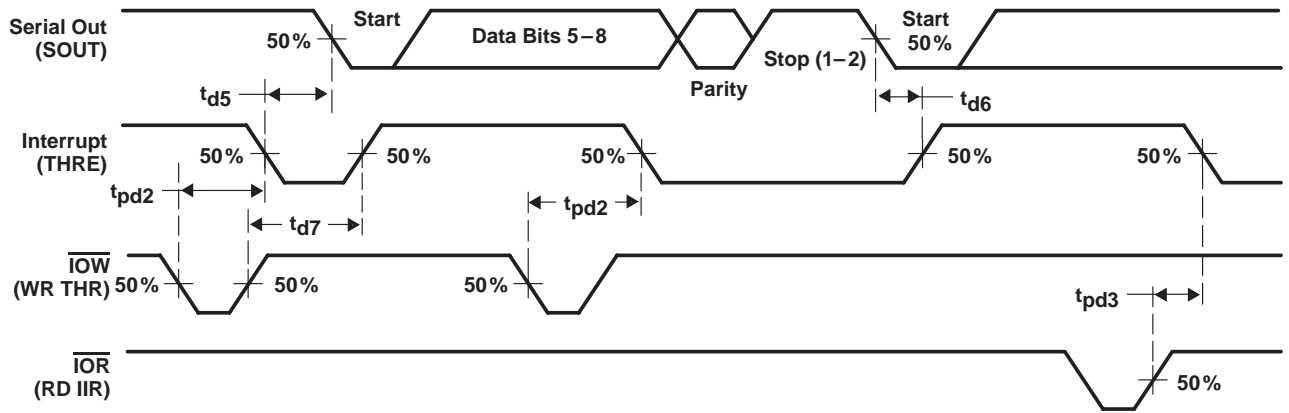 Serial Out
(SOUT)
Start
50%
Data Bits 5–8
Parity
Stop (1–2)
Start
50%
td5
td6
Interrupt
(THRE)
50%
50%
50%
50%
50%
tpd2
td7
tpd2
IOW
(WR THR)
50%
50%
50%
tpd3
IOR
(RD IIR)
50%